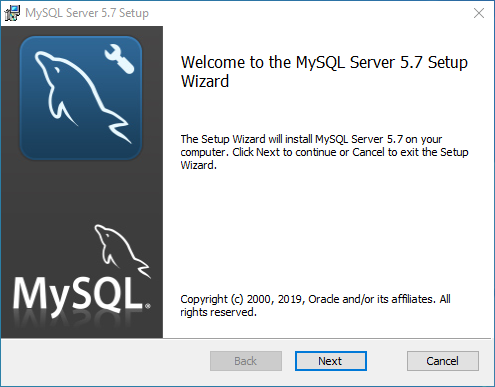 MySQL Server 5.7 Setup
Welcome to the MySQL Server 5.7 Setup
Wizard
The Setup Wizard will install MySQL Server 5.7 on your
computer. Click Next to continue or Cancel to exit the Setup
Wizard.
MySQL®
Copyright (c) 2000, 2019, Oracle and/or its affiliates. All
rights reserved.
Back
Next
Cancel